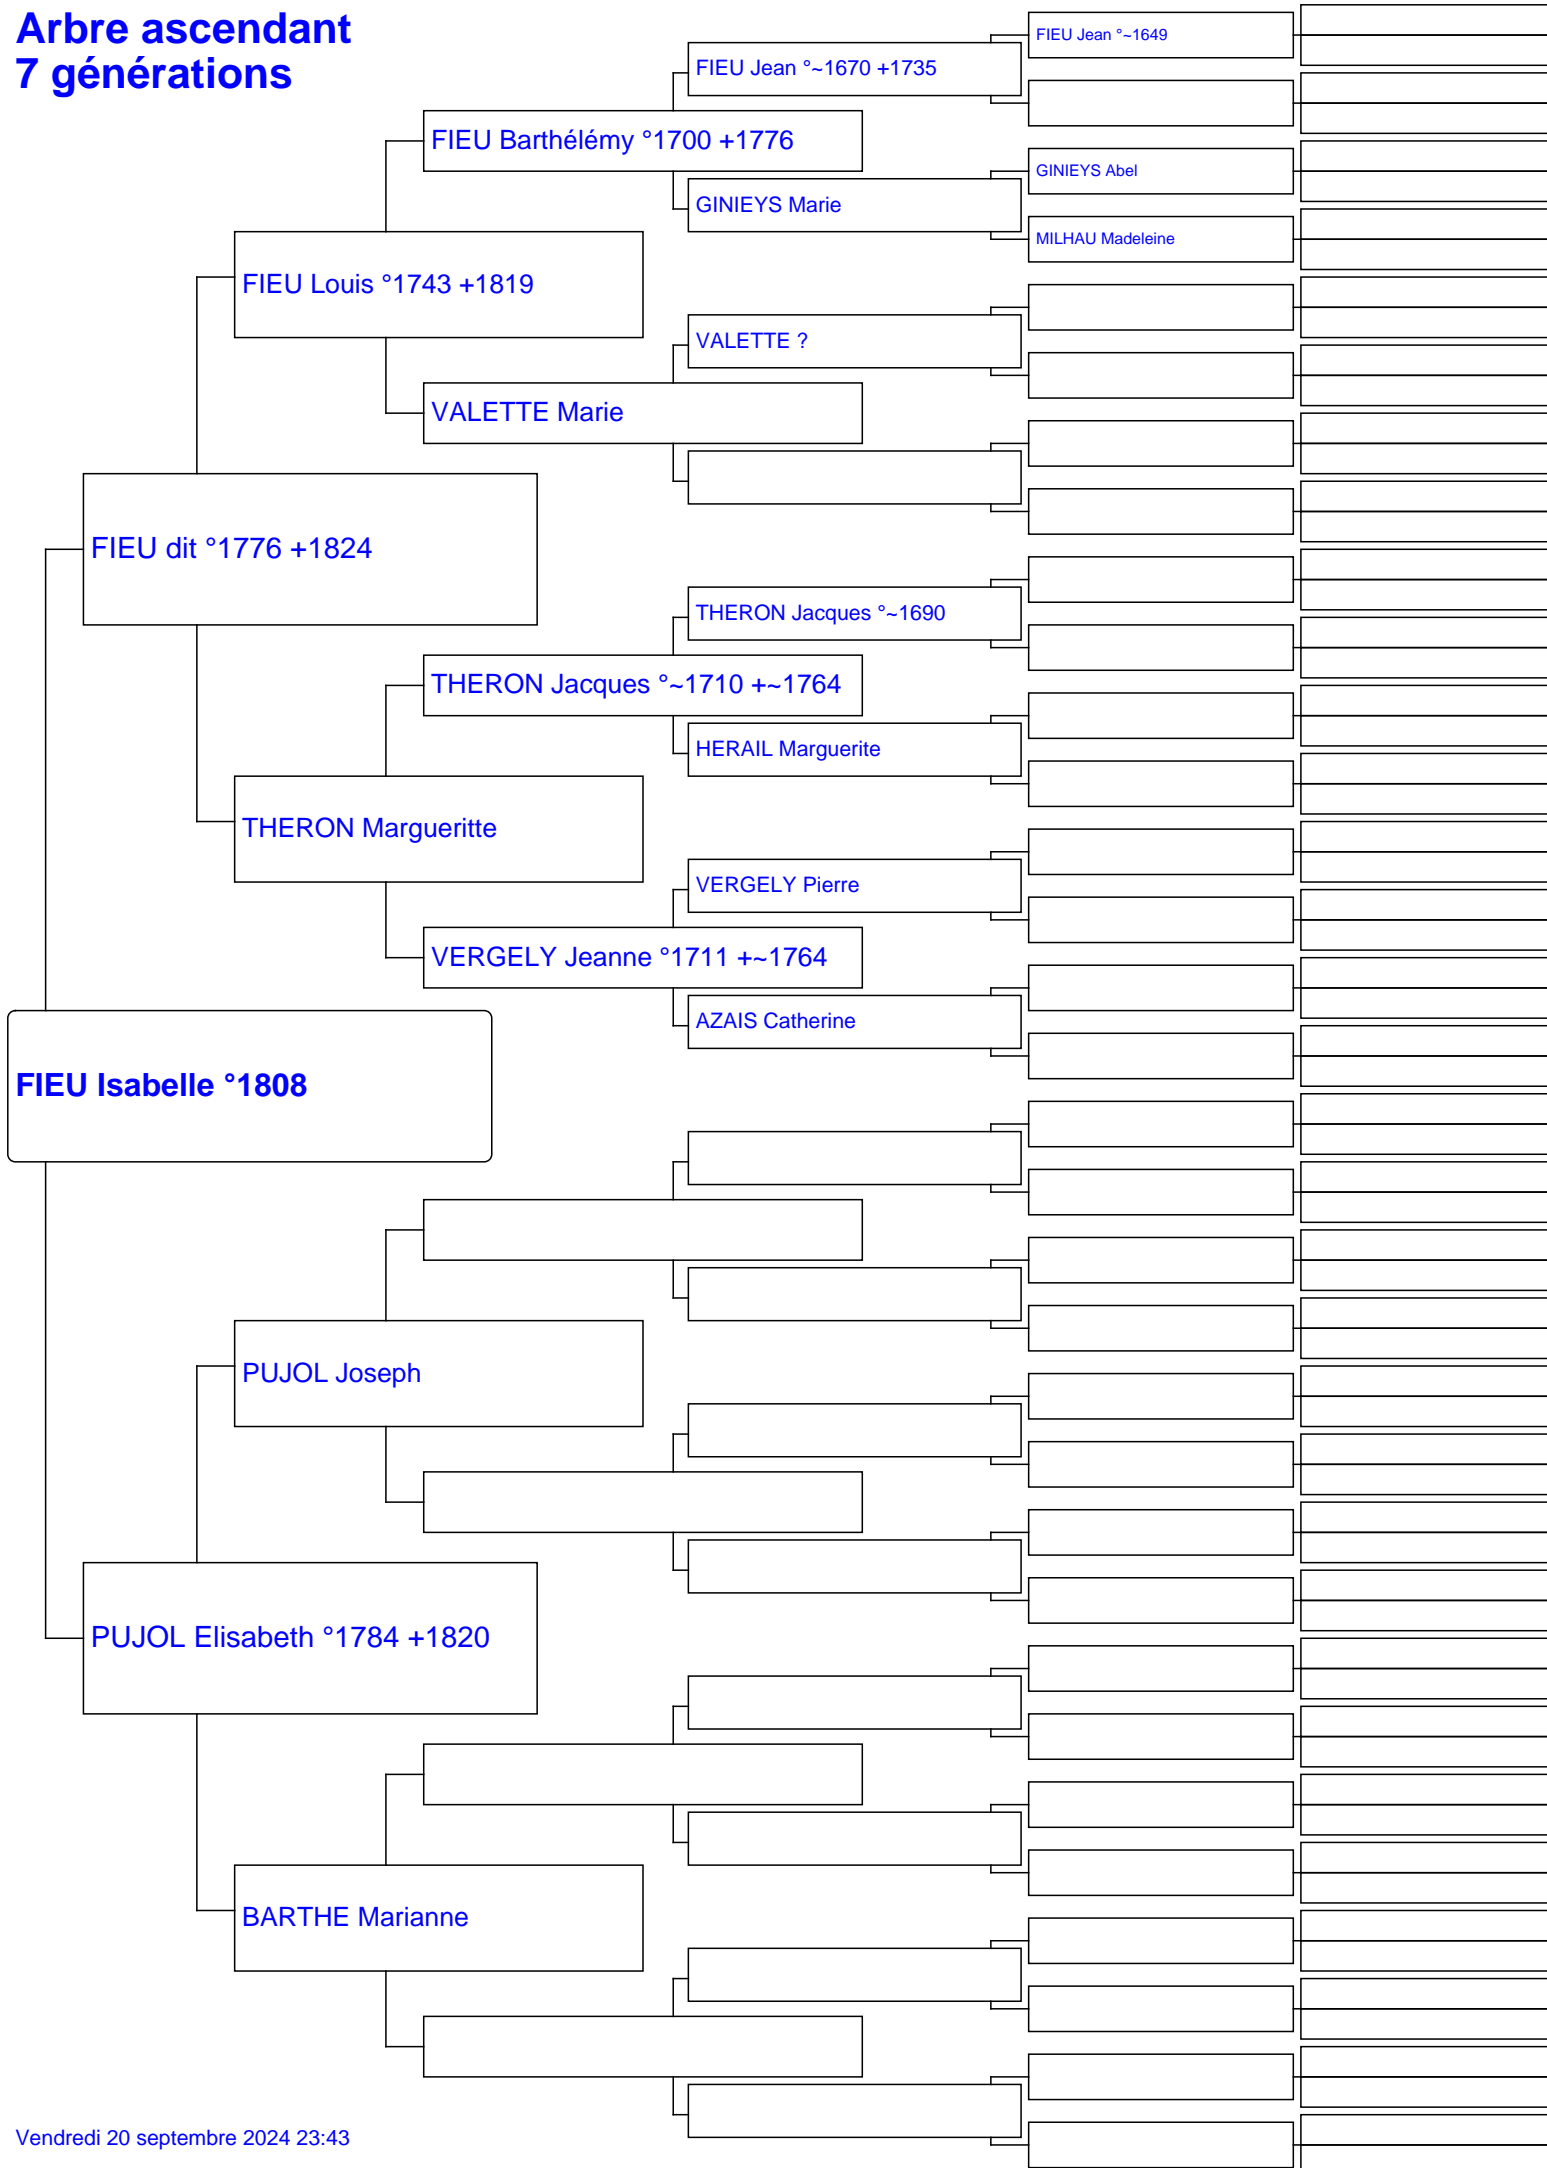 Arbre ascendant
7 générations
FIEU Jean °~1649
FIEU Jean °~1670 +1735
FIEU Barthélémy °1700 +1776
GINIEYS Abel
GINIEYS Marie
MILHAU Madeleine
FIEU Louis °1743 +1819
VALETTE ?
VALETTE Marie
FIEU dit °1776 +1824
THERON Jacques °~1690
THERON Jacques °~1710 +~1764
HERAIL Marguerite
THERON Margueritte
VERGELY Pierre
VERGELY Jeanne °1711 +~1764
AZAIS Catherine
FIEU Isabelle °1808
PUJOL Joseph
PUJOL Elisabeth °1784 +1820
BARTHE Marianne
Vendredi 20 septembre 2024 23:43